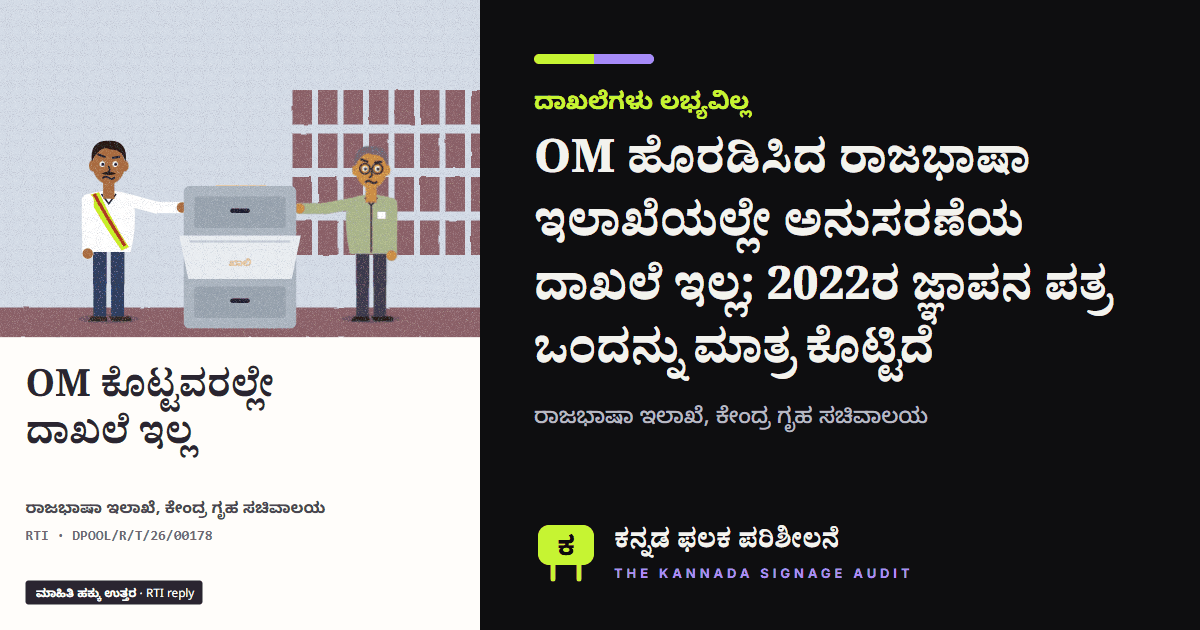 ಖಾಲಿ
OM ಕೊಟ್ಟವರಲ್ಲೇ
ದಾಖಲೆ ಇಲ್ಲ
ರಾಜಭಾಷಾ ಇಲಾಖೆ, ಕೇಂದ್ರ ಗೃಹ ಸಚಿವಾಲಯ
RTI · DPOOL/R/T/26/00178
ಮಾಹಿತಿ ಹಕ್ಕು ಉತ್ತರ · RTI reply
ದಾಖಲೆಗಳು ಲಭ್ಯವಿಲ್ಲ
OM ಹೊರಡಿಸಿದ ರಾಜಭಾಷಾ
ಇಲಾಖೆಯಲ್ಲೇ ಅನುಸರಣೆಯ
ದಾಖಲೆ ಇಲ್ಲ; 2022ರ ಜ್ಞಾಪನ ಪತ್ರ
ಒಂದನ್ನು ಮಾತ್ರ ಕೊಟ್ಟಿದೆ
ರಾಜಭಾಷಾ ಇಲಾಖೆ, ಕೇಂದ್ರ ಗೃಹ ಸಚಿವಾಲಯ
ಕ
ಕನ್ನಡ ಫಲಕ ಪರಿಶೀಲನೆ
THE KANNADA SIGNAGE AUDIT